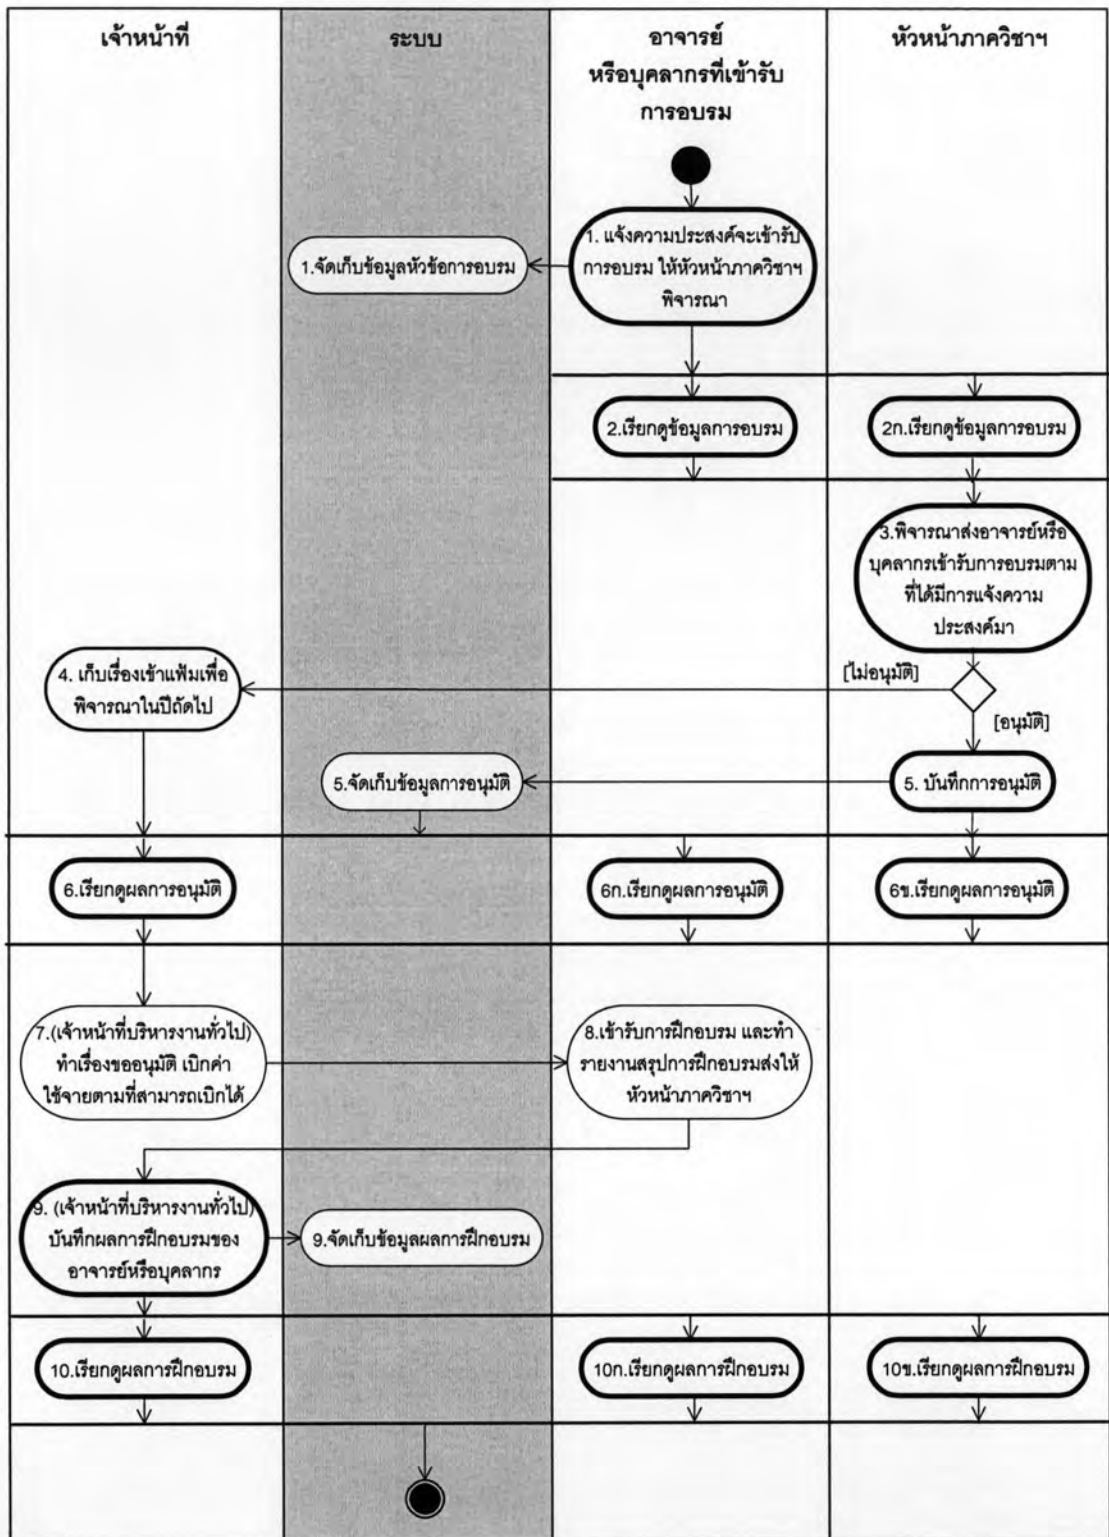 เจ้าหน้าที่
ระบบ
อาจารย์
หรือบุคลากรที่เข้ารับ
การอบรม
หัวหน้าภาควิชาฯ
1.จัดเก็บข้อมูลหัวข้อการอบรม
1. แจ้งความประสงค์จะเข้ารับ
การอบรม ให้หัวหน้าภาควิชาฯ
พิจารณา
2.เรียกดูข้อมูลการอบรม
2ก.เรียกดูข้อมูลการอบรม
3.พิจารณาส่งอาจารย์หรือ
บุคลากรเข้ารับการอบรมตาม
ที่ได้มีการแจ้งความ
ประสงค์มา
[ไม่อนุมัติ]
4. เก็บเรื่องเข้าแฟ้มเพื่อ
พิจารณาในปีถัดไป
[อนุมัติ]
5.จัดเก็บข้อมูลการอนุมัติ
5. บันทึกการอนุมัติ
6.เรียกดูผลการอนุมัติ
6ก.เรียกดูผลการอนุมัติ
6ข.เรียกดูผลการอนุมัติ
7.(เจ้าหน้าที่บริหารงานทั่วไป)
ทำเรื่องขออนุมัติ เบิกค่า
ใช้จ่ายตามที่สามารถเบิกได้
8.เข้ารับการฝึกอบรม และทำ
รายงานสรุปการฝึกอบรมส่งให้
หัวหน้าภาควิชาฯ
9. (เจ้าหน้าที่บริหารงานทั่วไป)
บันทึกผลการฝึกอบรมของ
อาจารย์หรือบุคลากร
9.จัดเก็บข้อมูลผลการฝึกอบรม
10.เรียกดูผลการฝึกอบรม
10ก.เรียกดูผลการฝึกอบรม
10ข.เรียกดูผลการฝึกอบรม